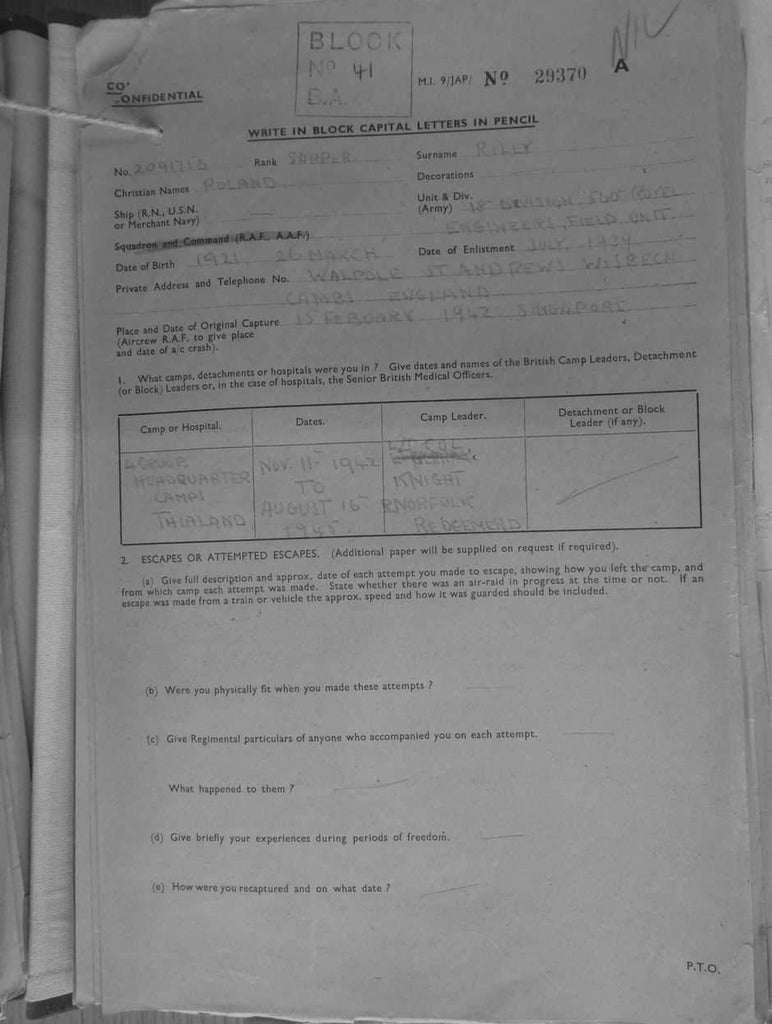 BLOCK
Nº 41
B.A.
NIL
A
M.I. 9/JAP/ Nº 29370
CO
ONFIDENTIAL
WRITE IN BLOCK CAPITAL LETTERS IN PENCIL
No. Rank SAPPER Surname RILLY
Christian Names ROLAND Decorations
Ship (R.N., U.S.N. or Merchant Navy) —
Unit & Div. (Army) 18 DIVISION, 560 ROYEL
ENGINEERS, FIELD UNIT.
Squadron and Command (R.A.F., A.A.F.)
Date of Birth 1921 26 MARCH Date of Enlistment JULY, 1939
Private Address and Telephone No. WALPOLE ST ANDREWS WISBECH
CAMBS ENGLAND
Place and Date of Original Capture 15 FEBUARY 1942 SINGAPORE
(Aircrew R.A.F. to give place
and date of a/c crash).
1. What camps, detachments or hospitals were you in ? Give dates and names of the British Camp Leaders, Detachment
(or Block) Leaders or, in the case of hospitals, the Senior British Medical Officers.
Camp or Hospital. Dates. Camp Leader. Detachment or Block Leader (if any).
GROUP NOV. 11 1942 LT COL
HEADQUARTER TO KNIGHT
CAMPS AUGUST 16 RNORFOLK
THIALAND 1945.
2. ESCAPES OR ATTEMPTED ESCAPES. (Additional paper will be supplied on request if required).
(a) Give full description and approx. date of each attempt you made to escape, showing how you left the camp, and
from which camp each attempt was made. State whether there was an air-raid in progress at the time or not. If an
escape was made from a train or vehicle the approx. speed and how it was guarded should be included.
(b) Were you physically fit when you made these attempts ?
(c) Give Regimental particulars of anyone who accompanied you on each attempt.
What happened to them ?
(d) Give briefly your experiences during periods of freedom.
(e) How were you recaptured and on what date ?
P.T.O.